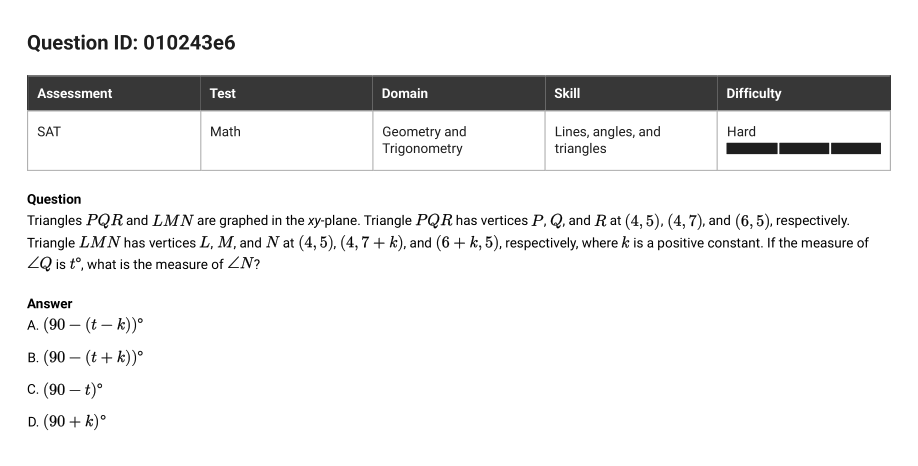 Question ID: 010243e6
Assessment Test Domain Skill Difficulty
SAT Math Geometry and Trigonometry Lines, angles, and triangles Hard
Question
Triangles PQR and LMN are graphed in the xy-plane. Triangle PQR has vertices P, Q, and R at (4, 5), (4, 7), and (6, 5), respectively.
Triangle LMN has vertices L, M, and N at (4, 5), (4, 7 + k), and (6 + k, 5), respectively, where k is a positive constant. If the measure of
∠Q is t°, what is the measure of ∠N?
Answer
A. (90 − (t − k))°
B. (90 − (t + k))°
C. (90 − t)°
D. (90 + k)°